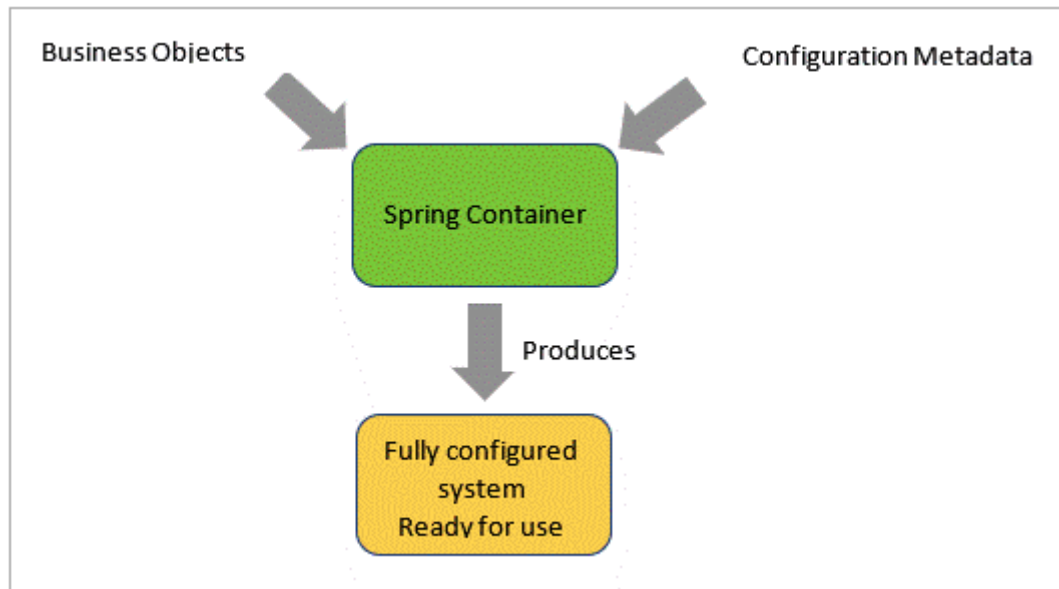 Business Objects
Configuration Metadata
Spring Container
Produces
Fully configured
system
Ready for use